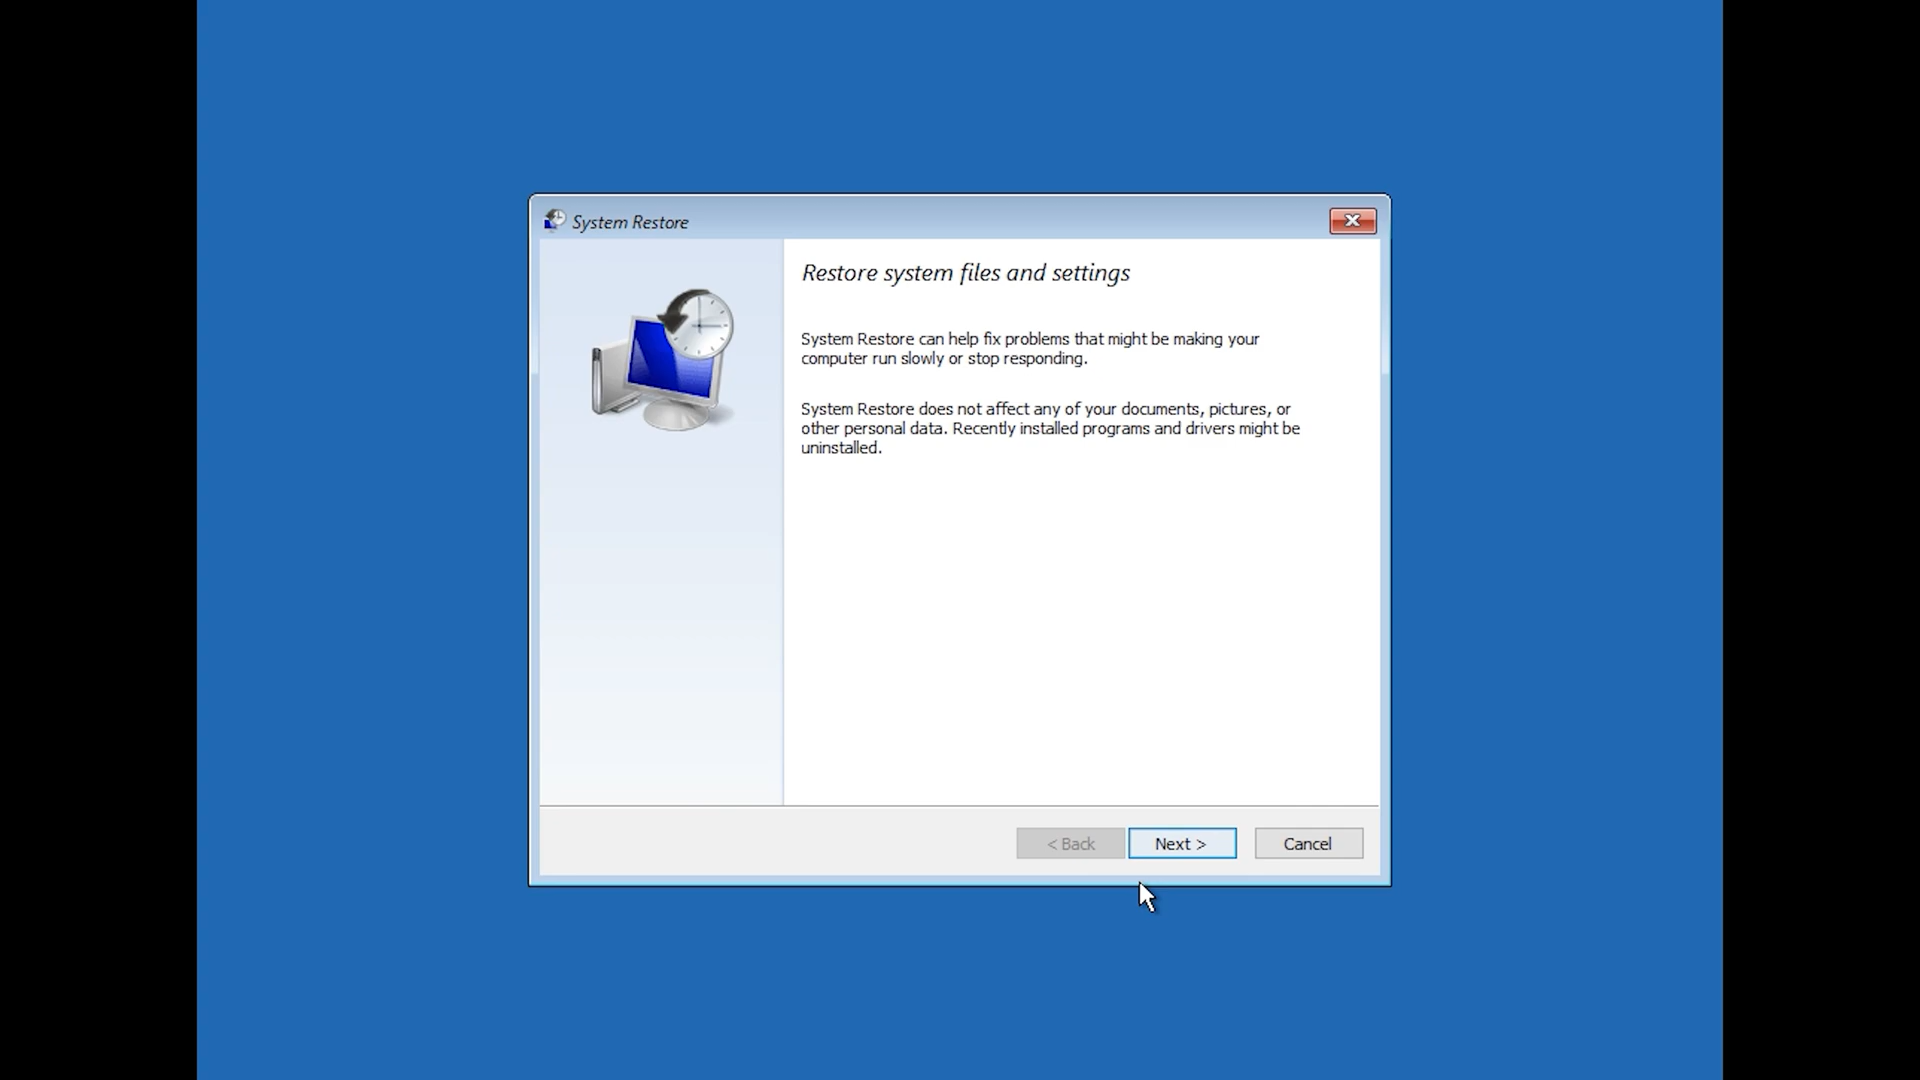 System Restore
Restore system files and settings
System Restore can help fix problems that might be making your
computer run slowly or stop responding.
System Restore does not affect any of your documents, pictures, or
other personal data. Recently installed programs and drivers might be
uninstalled.
< Back
Next >
Cancel